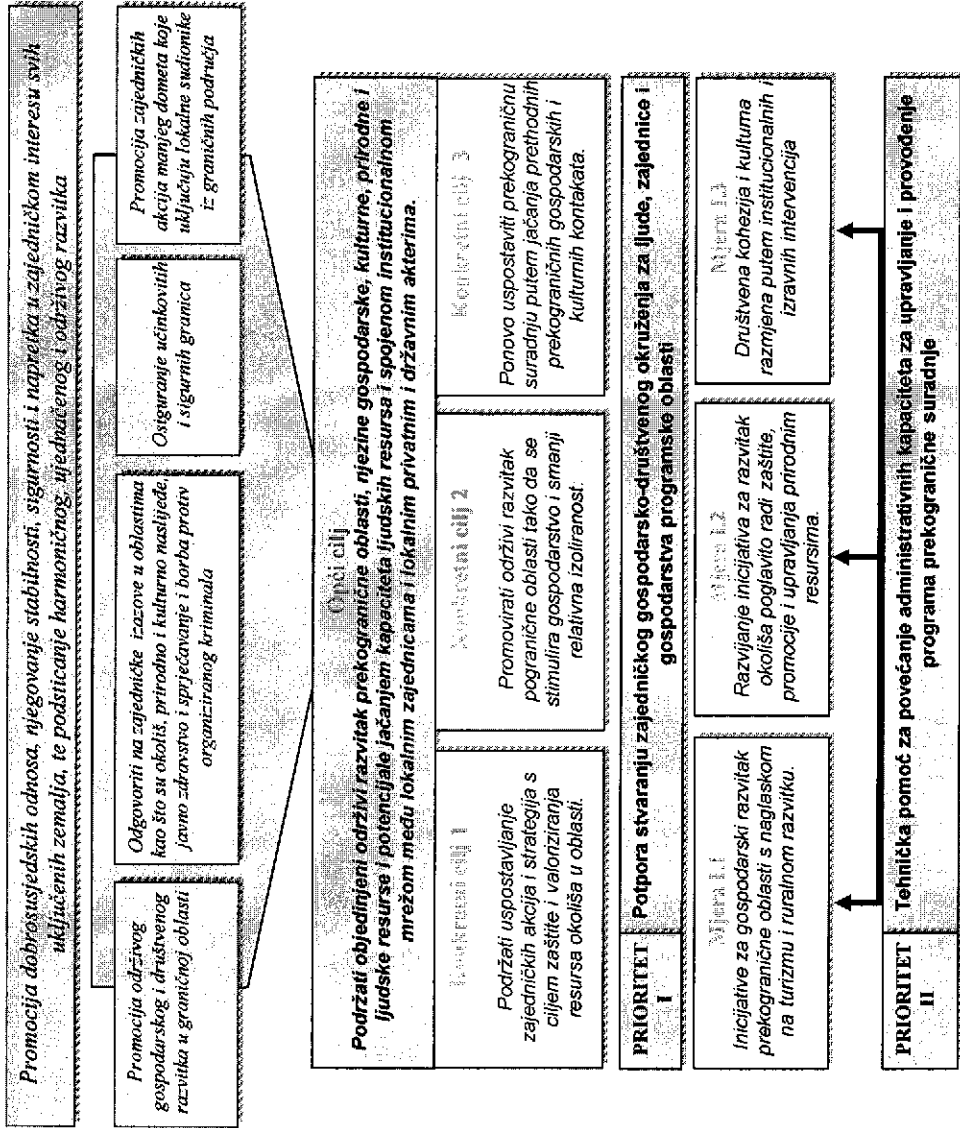 Promocija dobrosusjedskih odnosa, njegovanje stabilnosti, sigurnosti i napretka u zajedničkom interesu svih
uključenih zemalja, te podsticanje harmoničnog, ujednačenog i održivog razvitka
Promocija održivog
gospodarskog i društvenog
razvitka u graničnoj oblasti
Odgovoriti na zajedničke izazove u oblastima
kao što su okoliš, prirodno i kulturno naslijeđe,
javno zdravstvo i sprječavanje i borba protiv
organiziranog kriminala
Osiguranje učinkovitih
i sigurnih granica
Promocija zajedničkih
akcija manjeg dometa koje
uključuju lokalne sudionike
iz graničnih područja
Opći cilj
Podržati objedinjeni održivi razvitak prekogranične oblasti, njezine gospodarske, kulturne, prirodne i
ljudske resurse i potencijale jačanjem kapaciteta ljudskih resursa i spojenom institucionalnom
mrežom među lokalnim zajednicama i lokalnim privatnim i državnim akterima.
Konkretni cilj 1
Podržati uspostavljanje
zajedničkih akcija i strategija s
ciljem zaštite i valoriziranja
resursa okoliša u oblasti.
Konkretni cilj 2
Promovirati održivi razvitak
pogranične oblasti tako da se
stimulira gospodarstvo i smanji
relativna izoliranost.
Konkretni cilj 3
Ponovo uspostaviti prekograničnu
suradnju putem jačanja prethodnih
prekograničnih gospodarskih i
kulturnih kontakata.
PRIORITET
I
Potpora stvaranju zajedničkog gospodarsko-društvenog okruženja za ljude, zajednice i
gospodarstva programske oblasti
Mjera I.1
Inicijative za gospodarski razvitak
prekogranične oblasti s naglaskom
na turizmu i ruralnom razvitku.
Mjera I.2
Razvijanje inicijativa za razvitak
okoliša poglavito radi zaštite,
promocije i upravljanja prirodnim
resursima.
Mjera I.3
Društvena kohezija i kulturna
razmjena putem institucionalnih i
izravnih intervencija
PRIORITET
II
Tehnička pomoć za povećanje administrativnih kapaciteta za upravljanje i provođenje
programa prekogranične suradnje